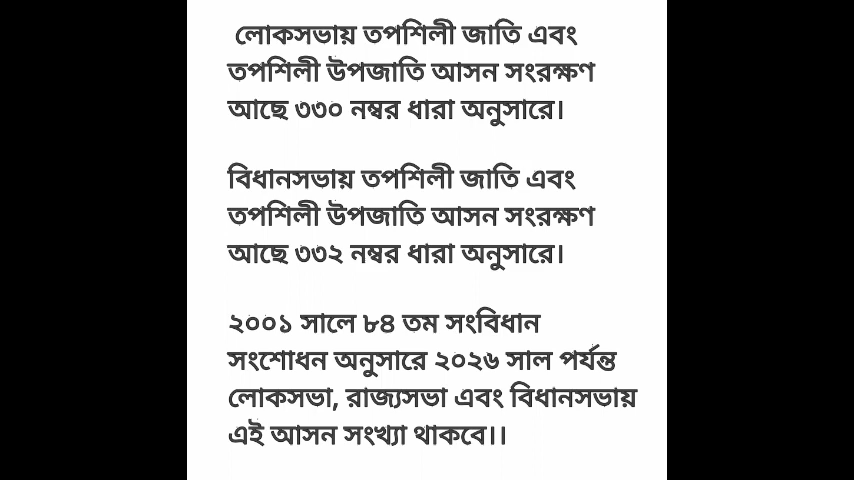 লোকসভায় তপশিলী জাতি এবং
তপশিলী উপজাতি আসন সংরক্ষণ
আছে ৩৩০ নম্বর ধারা অনুসারে।
বিধানসভায় তপশিলী জাতি এবং
তপশিলী উপজাতি আসন সংরক্ষণ
আছে ৩৩২ নম্বর ধারা অনুসারে।
২০০১ সালে ৮৪ তম সংবিধান
সংশোধন অনুসারে ২০২৬ সাল পর্যন্ত
লোকসভা, রাজ্যসভা এবং বিধানসভায়
এই আসন সংখ্যা থাকবে।।